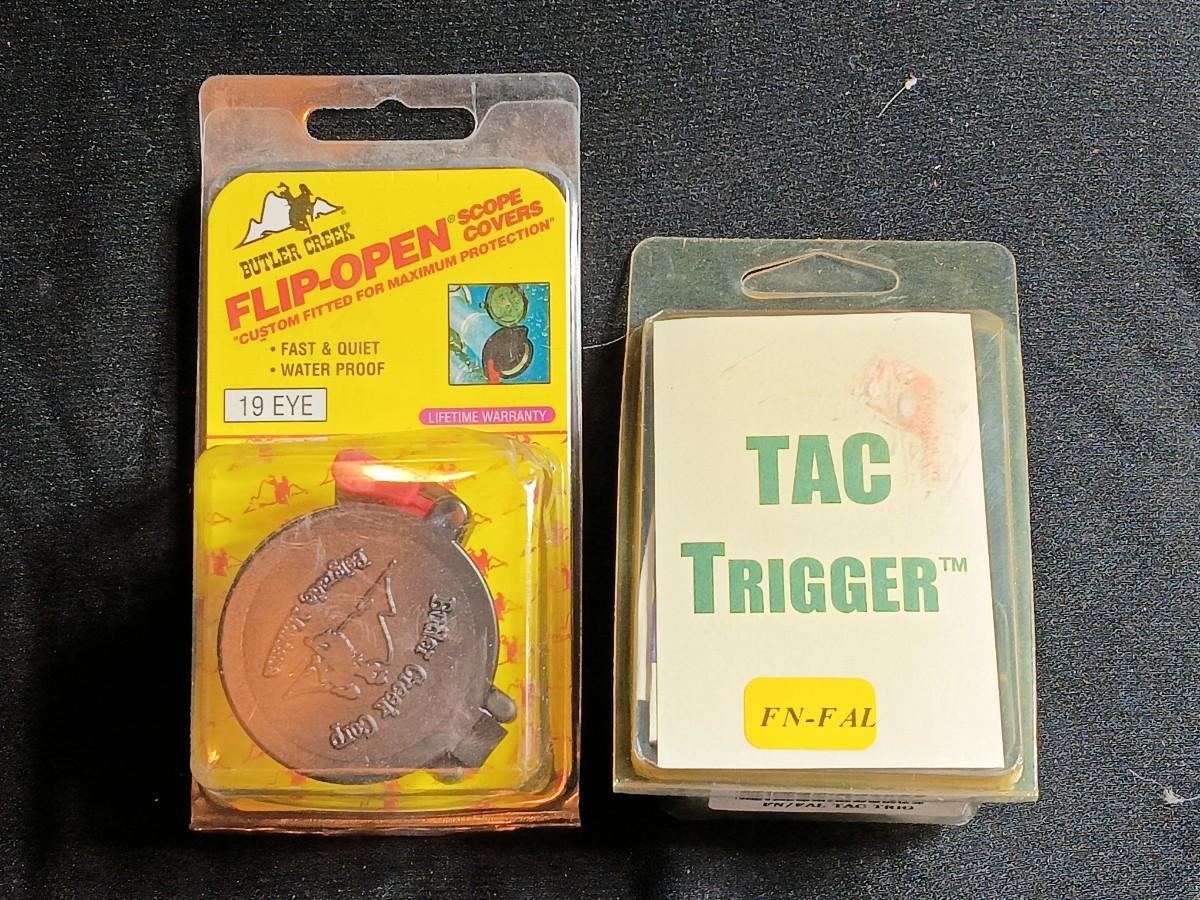 BUTLER CREEK®
FLIP-OPEN® SCOPE COVERS
"CUSTOM FITTED FOR MAXIMUM PROTECTION"
• FAST & QUIET
• WATER PROOF
19 EYE
LIFETIME WARRANTY
Butler Creek Corp
TAC
TRIGGER™
FN-FAL